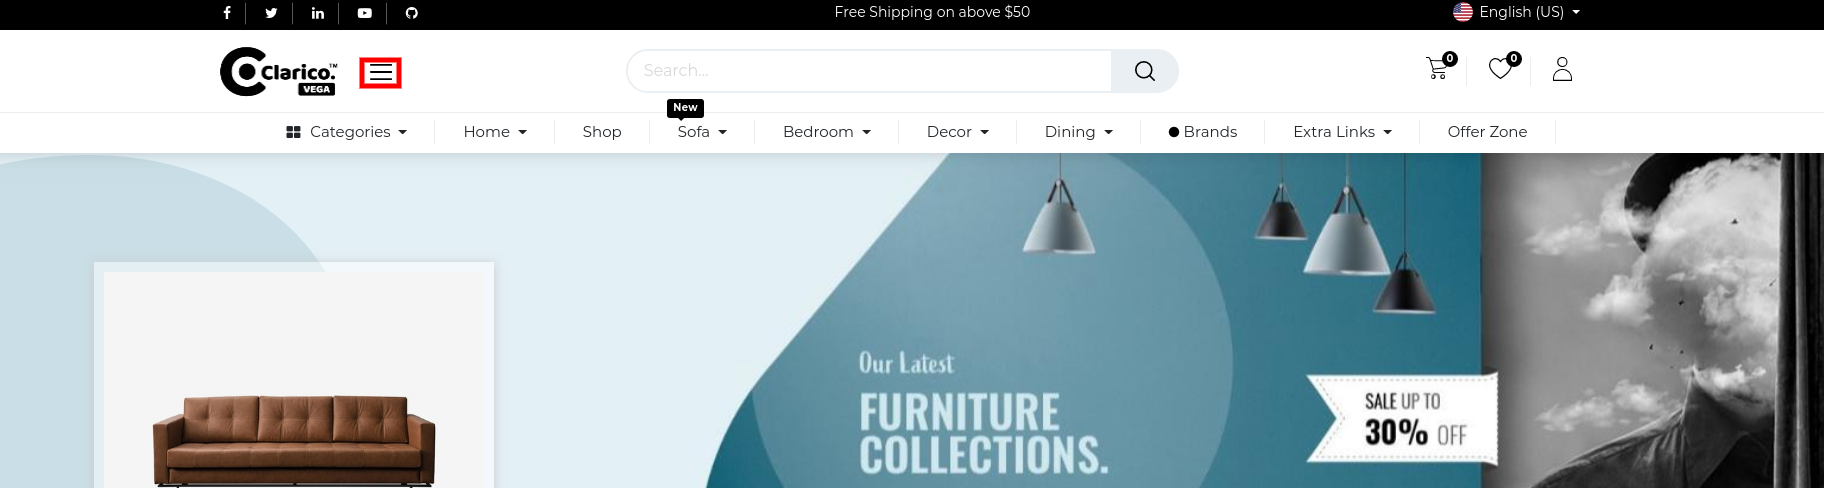 Free Shipping on above $50
English (US)
Clarico.™
VEGA
Search...
0
0
New
Categories
Home
Shop
Sofa
Bedroom
Decor
Dining
Brands
Extra Links
Offer Zone
Our Latest
FURNITURE
COLLECTIONS.
SALE UP TO
30% OFF